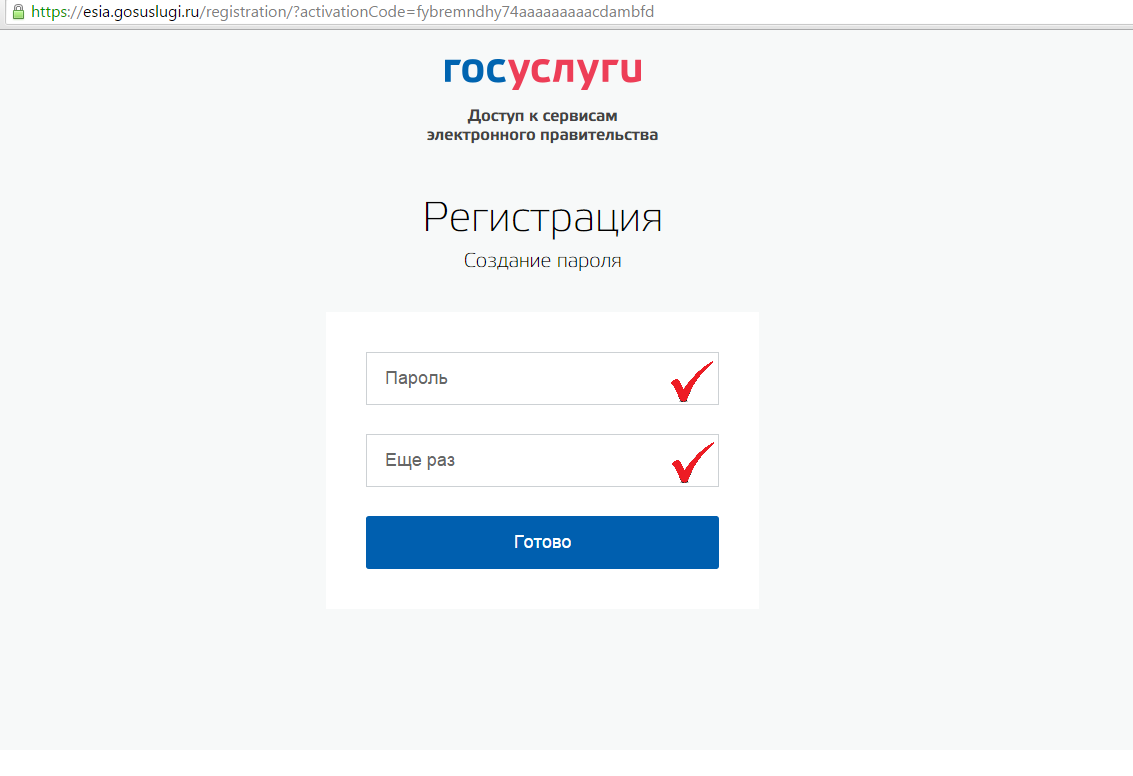 https://esia.gosuslugi.ru/registration/?activationCode=fybremndhy74aaaaaaaaacdambfd
госуслуги
Доступ к сервисам
электронного правительства
Регистрация
Создание пароля
Пароль
Еще раз
Готово